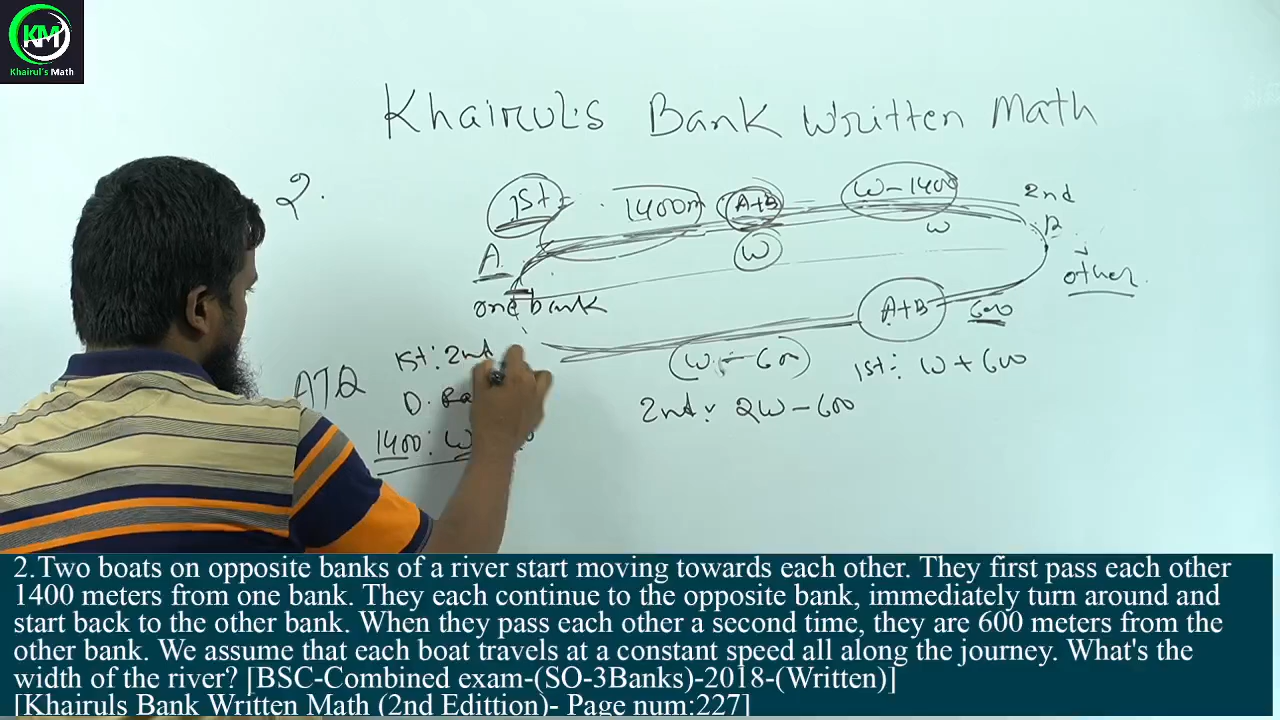 KM
Khairul's Math
Khairul's Bank Written Math
2.
1st 1400m A+B W-1400 2nd
A. W W B
other
one bank A+B 600
1st: 2nd (W-600) 1st: W+600
ATQ D.
2nd: 2W-600
1400: W
2.Two boats on opposite banks of a river start moving towards each other. They first pass each other
1400 meters from one bank. They each continue to the opposite bank, immediately turn around and
start back to the other bank. When they pass each other a second time, they are 600 meters from the
other bank. We assume that each boat travels at a constant speed all along the journey. What's the
width of the river? [BSC-Combined exam-(SO-3Banks)-2018-(Written)]
[Khairuls Bank Written Math (2nd Edittion)- Page num:227]